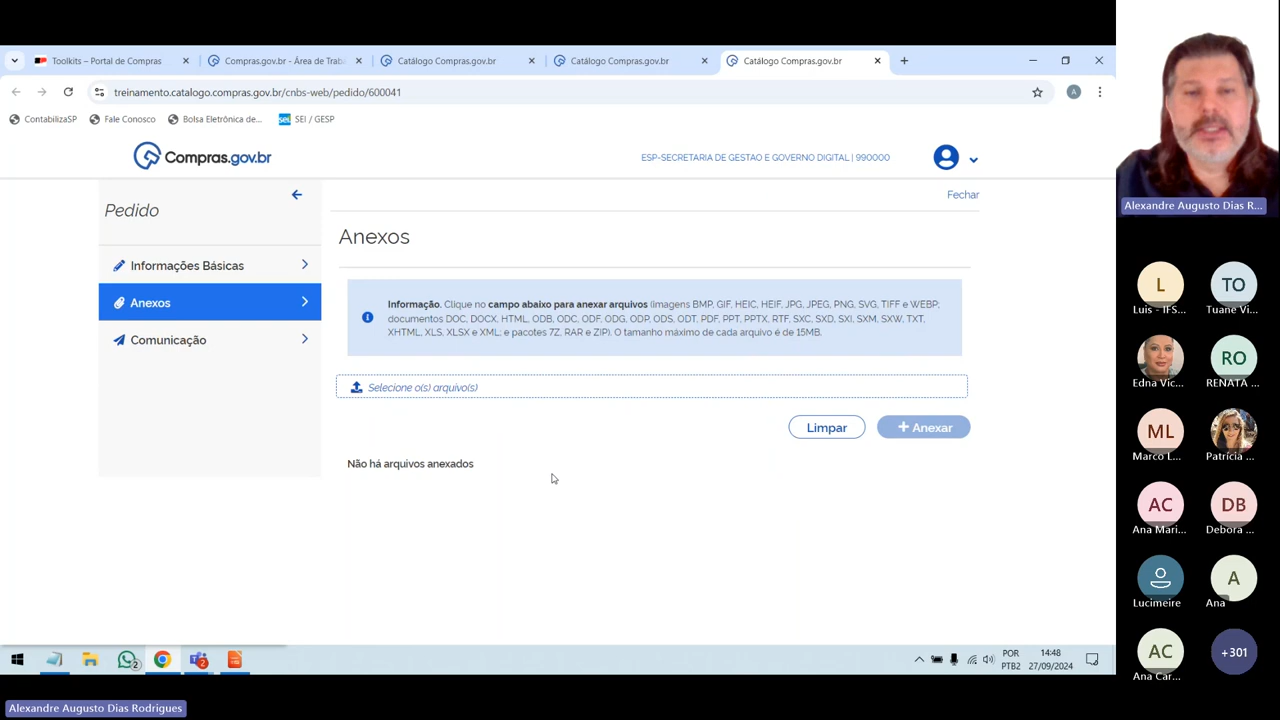 Toolkits – Portal de Compras
Compras.gov.br - Área de Trab
Catálogo Compras.gov.br
Catálogo Compras.gov.br
Catálogo Compras.gov.br
treinamento.catalogo.compras.gov.br/cnbs-web/pedido/600041
A
ContabilizaSP
Fale Conosco
Bolsa Eletrônica de...
sei.
SEI / GESP
Compras.gov.br
ESP-SECRETARIA DE GESTAO E GOVERNO DIGITAL | 990000
Pedido
Fechar
Informações Básicas
Anexos
Comunicação
Anexos
Informação. Clique no campo abaixo para anexar arquivos (imagens BMP, GIF, HEIC, HEIF, JPG, JPEG, PNG, SVG, TIFF e WEBP;
documentos DOC, DOCX, HTML, ODB, ODC, ODF, ODG, ODP, ODS, ODT, PDF, PPT, PPTX, RTF, SXC, SXD, SXI, SXM, SXW, TXT,
XHTML, XLS, XLSX e XML; e pacotes 7Z, RAR e ZIP). O tamanho máximo de cada arquivo é de 15MB.
Selecione o(s) arquivo(s)
Limpar
+ Anexar
Não há arquivos anexados
2
2
POR
PTB2
14:48
27/09/2024
Alexandre Augusto Dias R...
L
Luis - IFS...
TO
Tuane Vi...
Edna Vic...
RO
RENATA ...
ML
Marco L...
Patrícia ...
AC
Ana Mari...
DB
Debora ...
Lucimeire
A
Ana
AC
Ana Car...
+301
Alexandre Augusto Dias Rodrigues